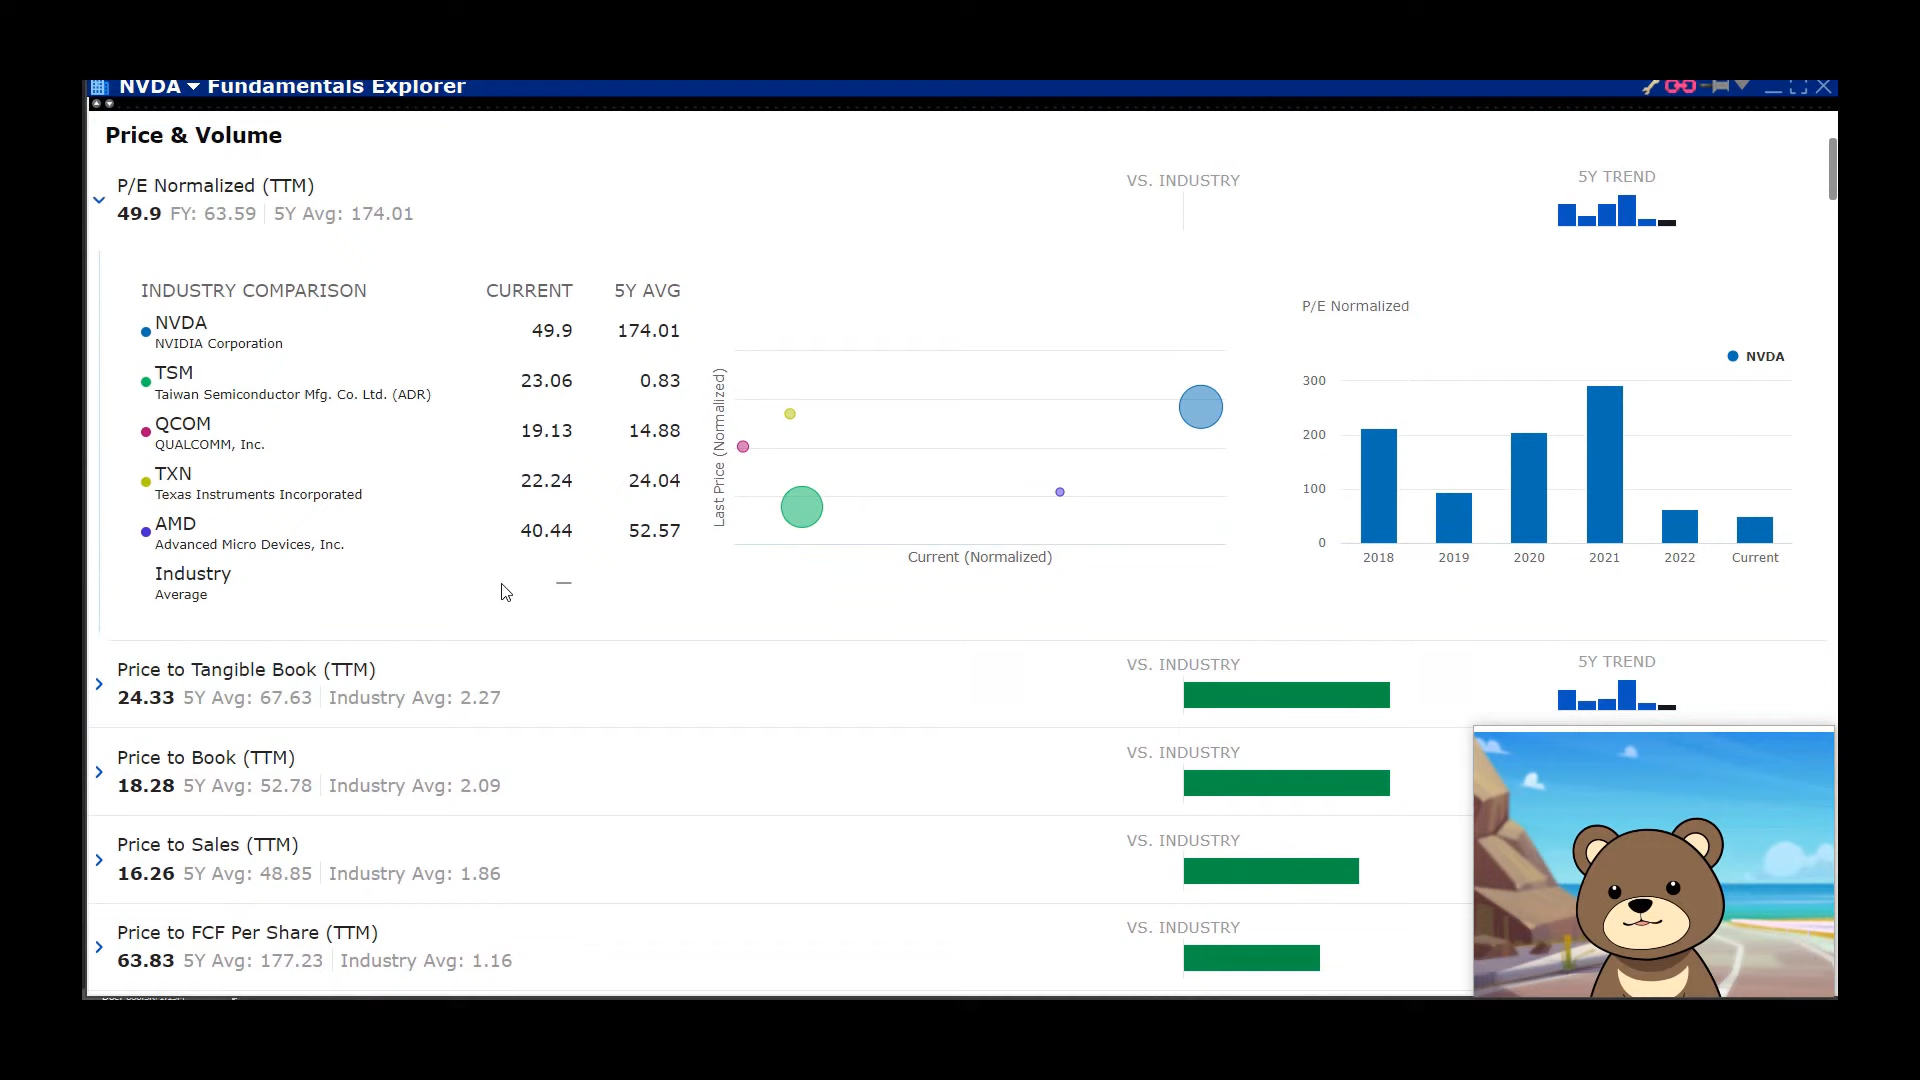 NVDA Fundamentals Explorer
Price & Volume
P/E Normalized (TTM)
49.9 FY: 63.59 5Y Avg: 174.01
VS. INDUSTRY
5Y TREND
INDUSTRY COMPARISON CURRENT 5Y AVG
NVDA 49.9 174.01
NVIDIA Corporation
TSM 23.06 0.83
Taiwan Semiconductor Mfg. Co. Ltd. (ADR)
QCOM 19.13 14.88
QUALCOMM, Inc.
TXN 22.24 24.04
Texas Instruments Incorporated
AMD 40.44 52.57
Advanced Micro Devices, Inc.
Industry —
Average
Last Price (Normalized)
Current (Normalized)
P/E Normalized
NVDA
300
200
100
0
2018 2019 2020 2021 2022 Current
Price to Tangible Book (TTM)
24.33 5Y Avg: 67.63 Industry Avg: 2.27
VS. INDUSTRY
5Y TREND
Price to Book (TTM)
18.28 5Y Avg: 52.78 Industry Avg: 2.09
VS. INDUSTRY
Price to Sales (TTM)
16.26 5Y Avg: 48.85 Industry Avg: 1.86
VS. INDUSTRY
Price to FCF Per Share (TTM)
63.83 5Y Avg: 177.23 Industry Avg: 1.16
VS. INDUSTRY